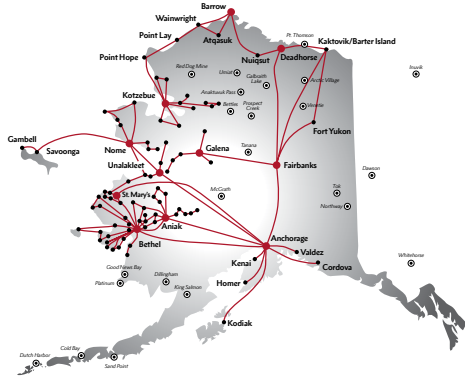 Barrow
Wainwright
Atqasuk
Pt. Thomson
Point Lay
Kaktovik/Barter Island
Nuiqsut
Deadhorse
Point Hope
Red Dog Mine
Umiat
Galbraith
Lake
Arctic Village
Inuvik
Anaktuvuk Pass
Kotzebue
Bettles
Prospect
Creek
Venetie
Fort Yukon
Gambell
Savoonga
Nome
Galena
Tanana
Unalakleet
Fairbanks
Dawson
St. Mary's
McGrath
Tok
Northway
Aniak
Bethel
Anchorage
Valdez
Kenai
Cordova
Whitehorse
Good News Bay
Platinum
Dillingham
King Salmon
Homer
Kodiak
Cold Bay
Dutch Harbor
Sand Point